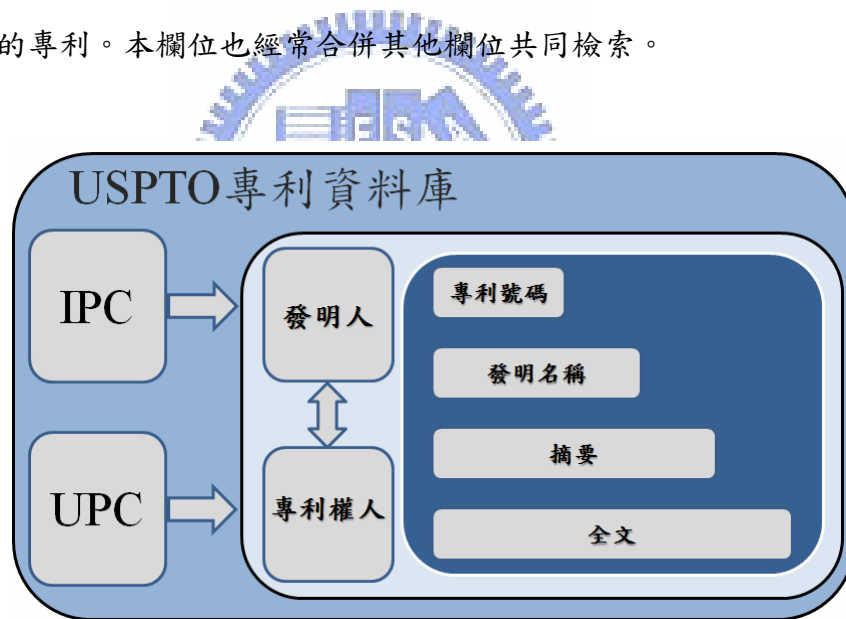 的專利。本欄位也經常合併其他欄位共同檢索。
USPTO專利資料庫
IPC
發明人
專利號碼
發明名稱
摘要
UPC
專利權人
全文